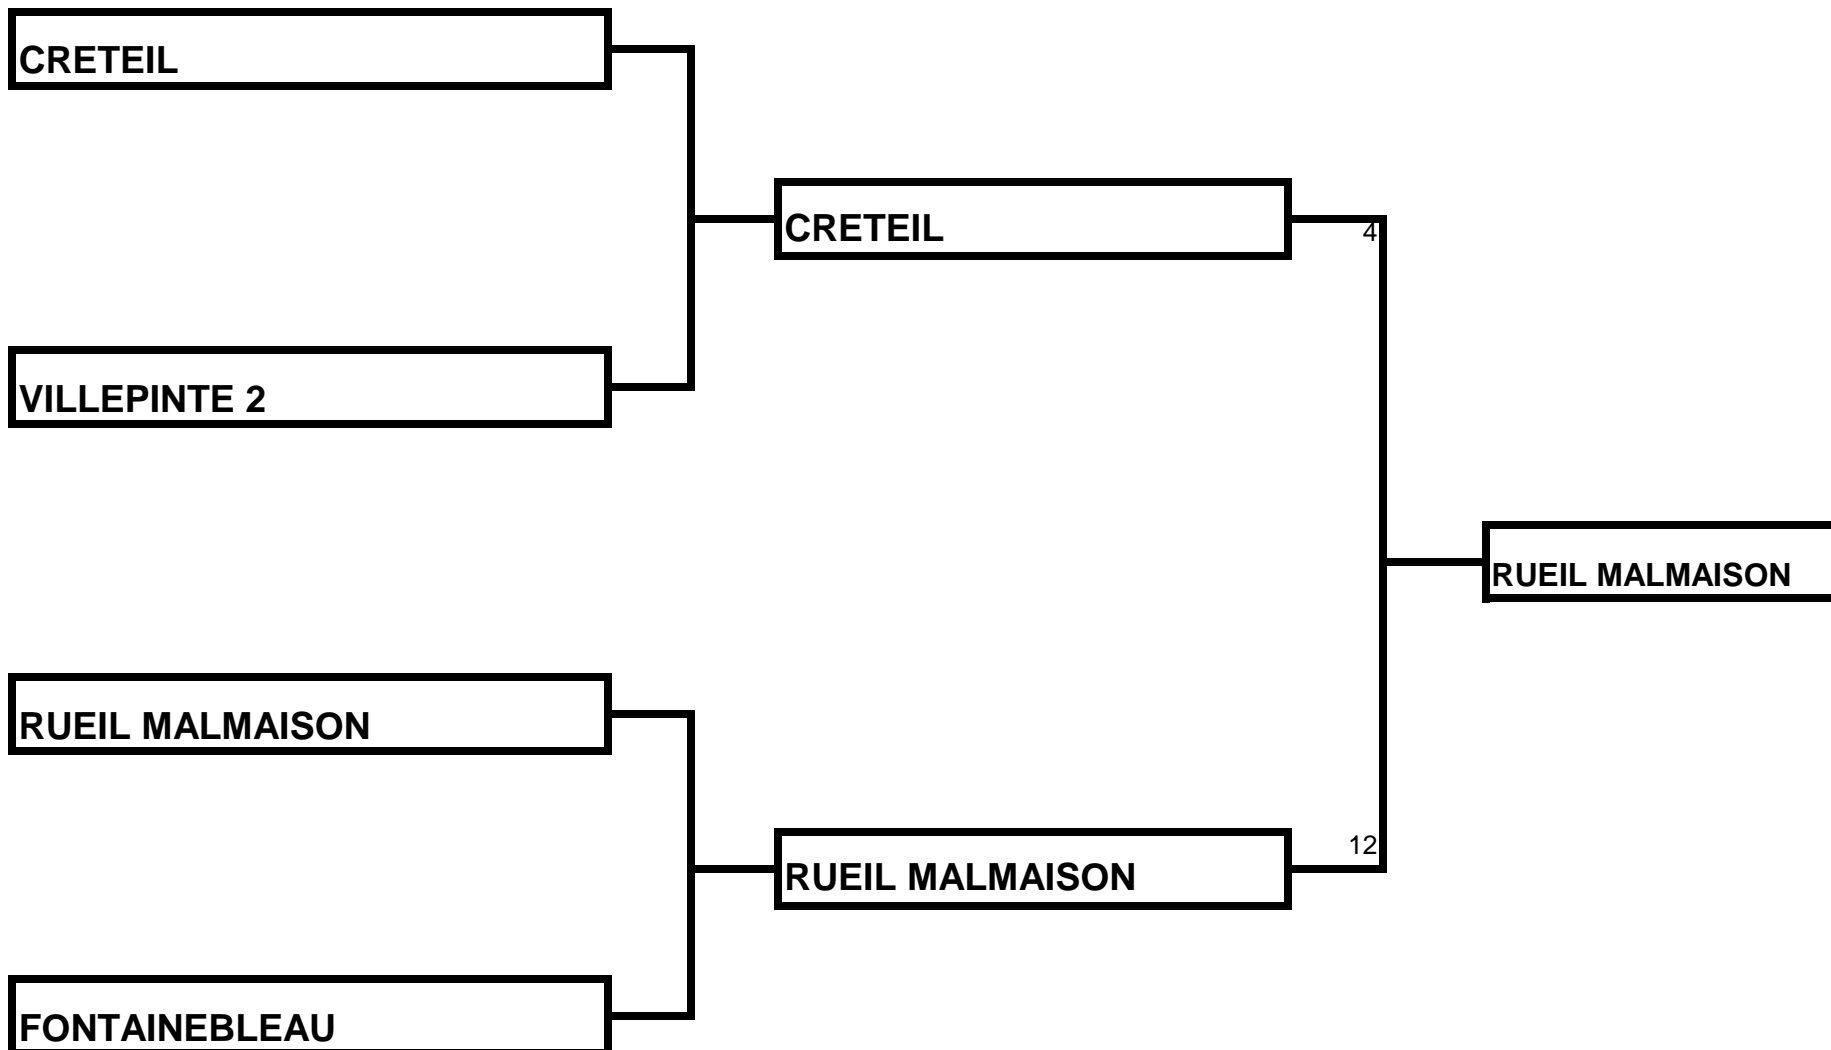 CRETEIL
CRETEIL
4
VILLEPINTE 2
RUEIL MALMAISON
RUEIL MALMAISON
12
RUEIL MALMAISON
FONTAINEBLEAU